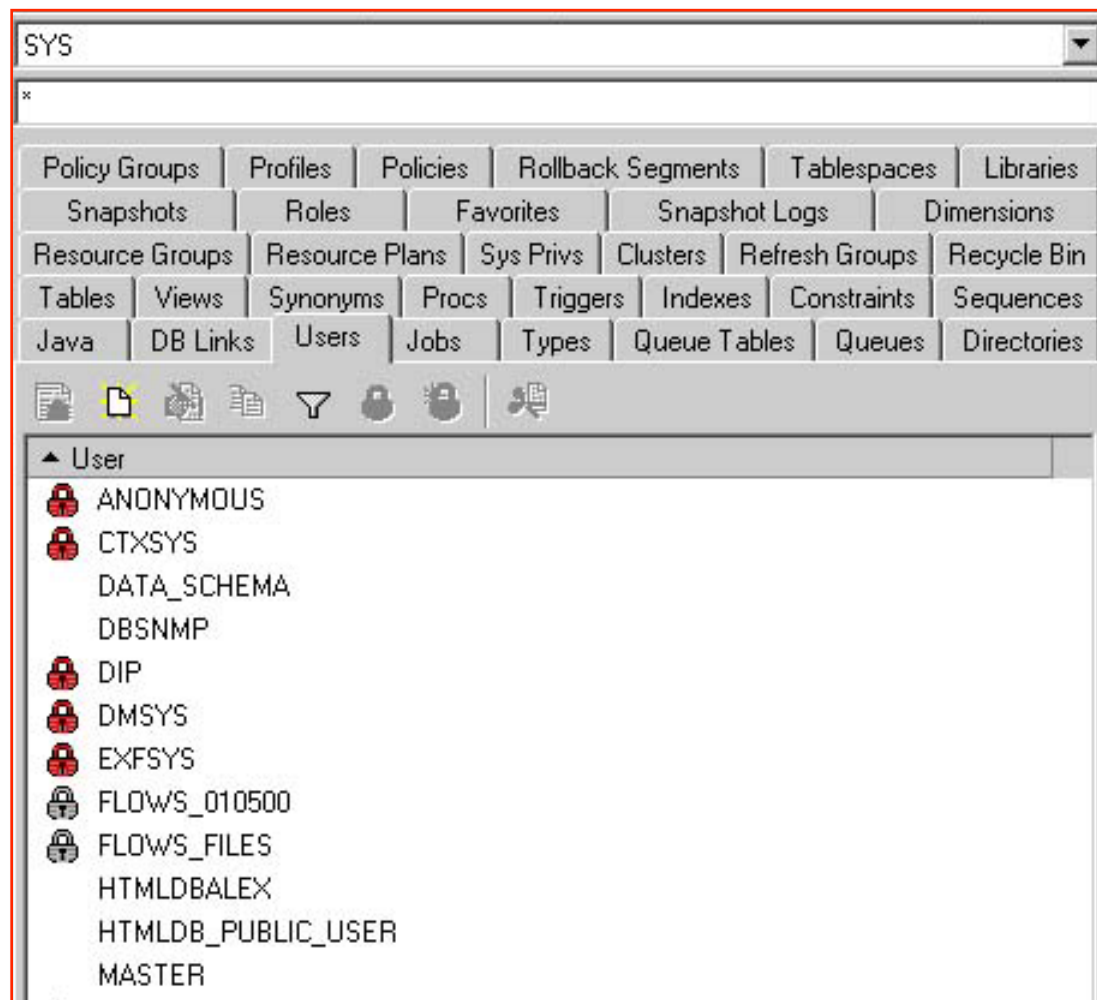 SYS
*
Policy Groups Profiles Policies Rollback Segments Tablespaces Libraries
Snapshots Roles Favorites Snapshot Logs Dimensions
Resource Groups Resource Plans Sys Privs Clusters Refresh Groups Recycle Bin
Tables Views Synonyms Procs Triggers Indexes Constraints Sequences
Java DB Links Users Jobs Types Queue Tables Queues Directories
User
ANONYMOUS
CTXSYS
DATA_SCHEMA
DBSNMP
DIP
DMSYS
EXFSYS
FLOWS_010500
FLOWS_FILES
HTMLDBALEX
HTMLDB_PUBLIC_USER
MASTER